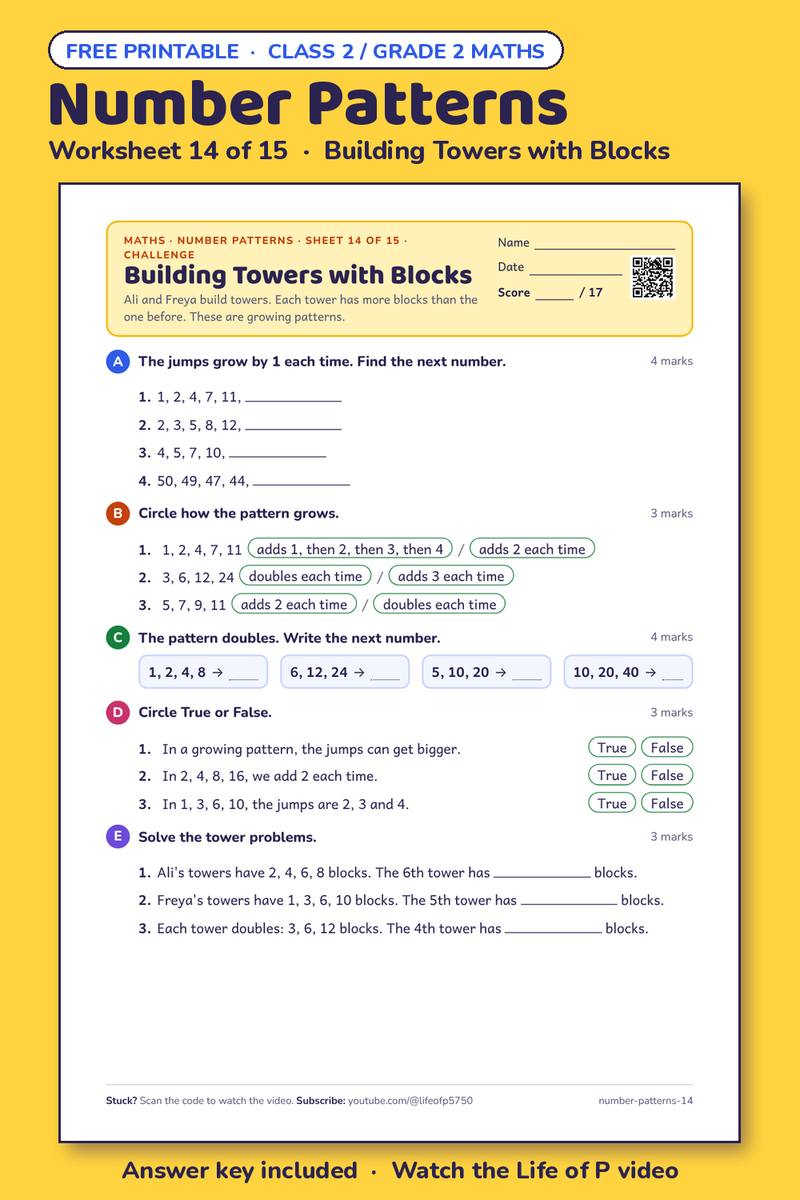 FREE PRINTABLE · CLASS 2 / GRADE 2 MATHS
Number Patterns
Worksheet 14 of 15 · Building Towers with Blocks
MATHS · NUMBER PATTERNS · SHEET 14 OF 15 ·
CHALLENGE
Building Towers with Blocks
Ali and Freya build towers. Each tower has more blocks than the
one before. These are growing patterns.
Name ____
Date ____
Score ____ / 17
A The jumps grow by 1 each time. Find the next number. 4 marks
1. 1, 2, 4, 7, 11, ____
2. 2, 3, 5, 8, 12, ____
3. 4, 5, 7, 10, ____
4. 50, 49, 47, 44, ____
B Circle how the pattern grows. 3 marks
1. 1, 2, 4, 7, 11 adds 1, then 2, then 3, then 4 / adds 2 each time
2. 3, 6, 12, 24 doubles each time / adds 3 each time
3. 5, 7, 9, 11 adds 2 each time / doubles each time
C The pattern doubles. Write the next number. 4 marks
1, 2, 4, 8 → ____ 6, 12, 24 → ____ 5, 10, 20 → ____ 10, 20, 40 → ____
D Circle True or False. 3 marks
1. In a growing pattern, the jumps can get bigger. True False
2. In 2, 4, 8, 16, we add 2 each time. True False
3. In 1, 3, 6, 10, the jumps are 2, 3 and 4. True False
E Solve the tower problems. 3 marks
1. Ali's towers have 2, 4, 6, 8 blocks. The 6th tower has ____ blocks.
2. Freya's towers have 1, 3, 6, 10 blocks. The 5th tower has ____ blocks.
3. Each tower doubles: 3, 6, 12 blocks. The 4th tower has ____ blocks.
Stuck? Scan the code to watch the video. Subscribe: youtube.com/@lifeofp5750 number-patterns-14
Answer key included · Watch the Life of P video